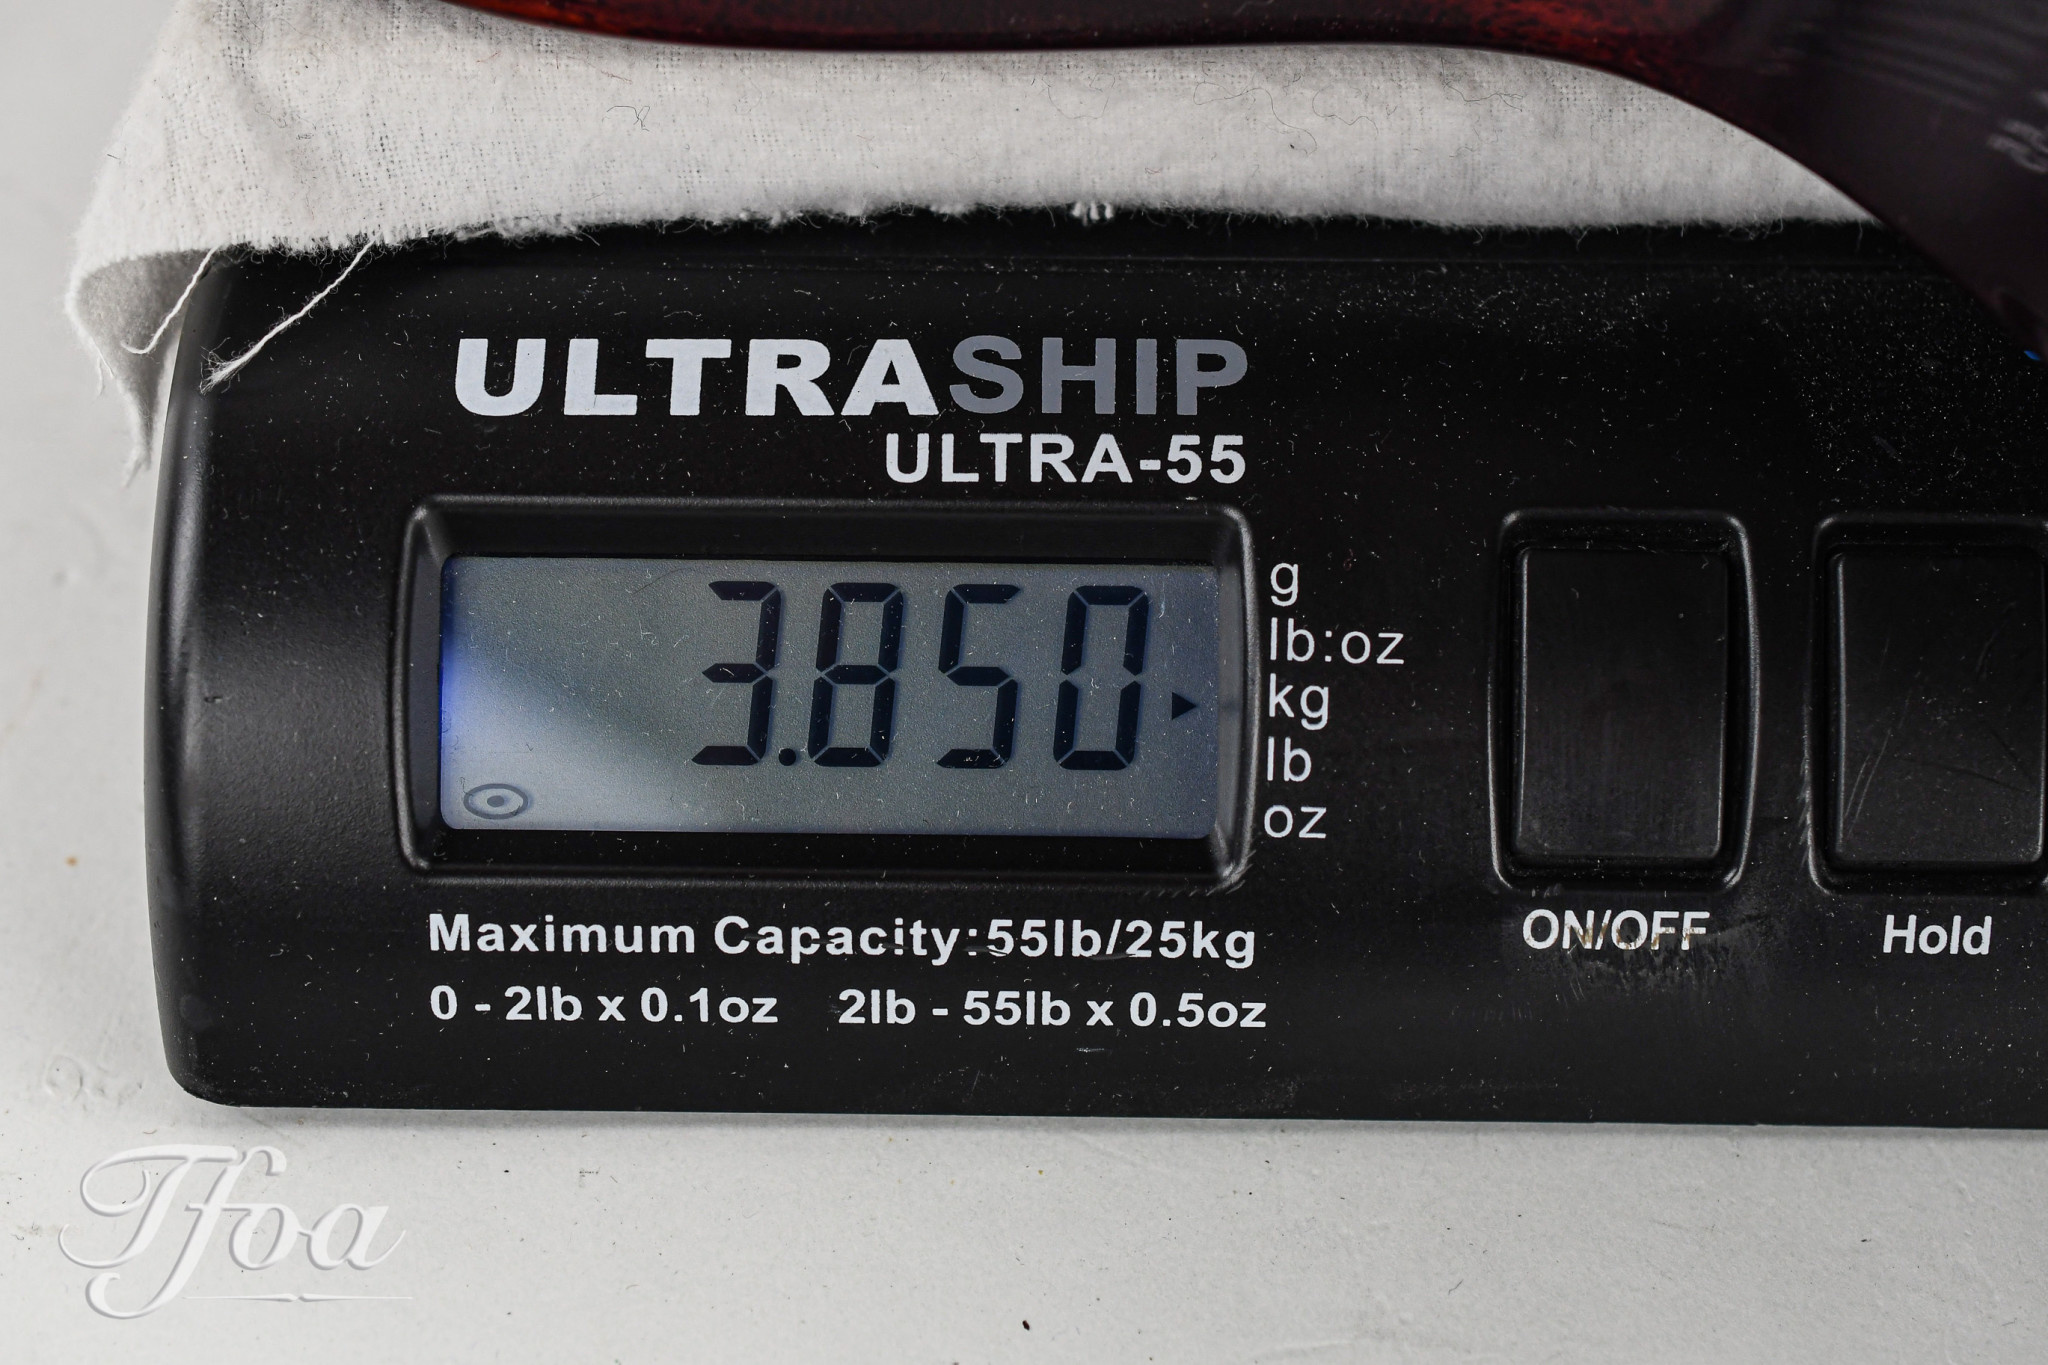 ULTRASHIP
ULTRA-55
3.850
g
lb:oz
kg
lb
oz
Maximum Capacity:55lb/25kg
0 - 2lb x 0.1oz 2lb - 55lb x 0.5oz
ON/OFF
Hold
Tfoa